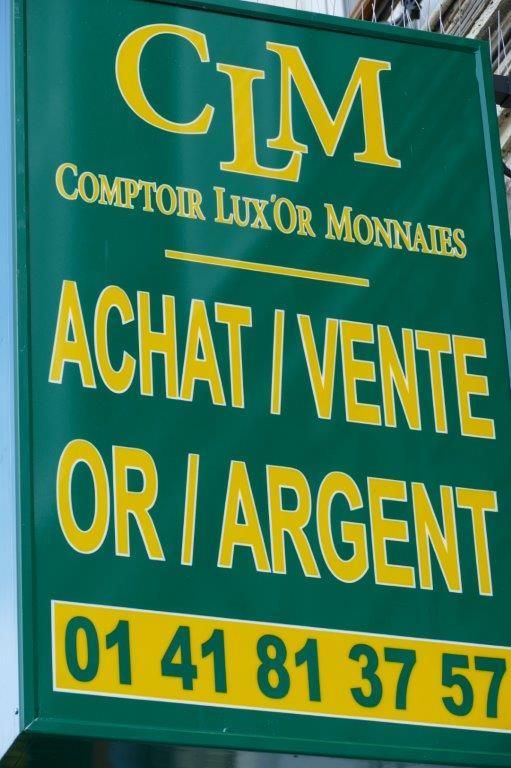 CLM
COMPTOIR LUX'OR MONNAIES
ACHAT / VENTE
OR / ARGENT
01 41 81 37 57